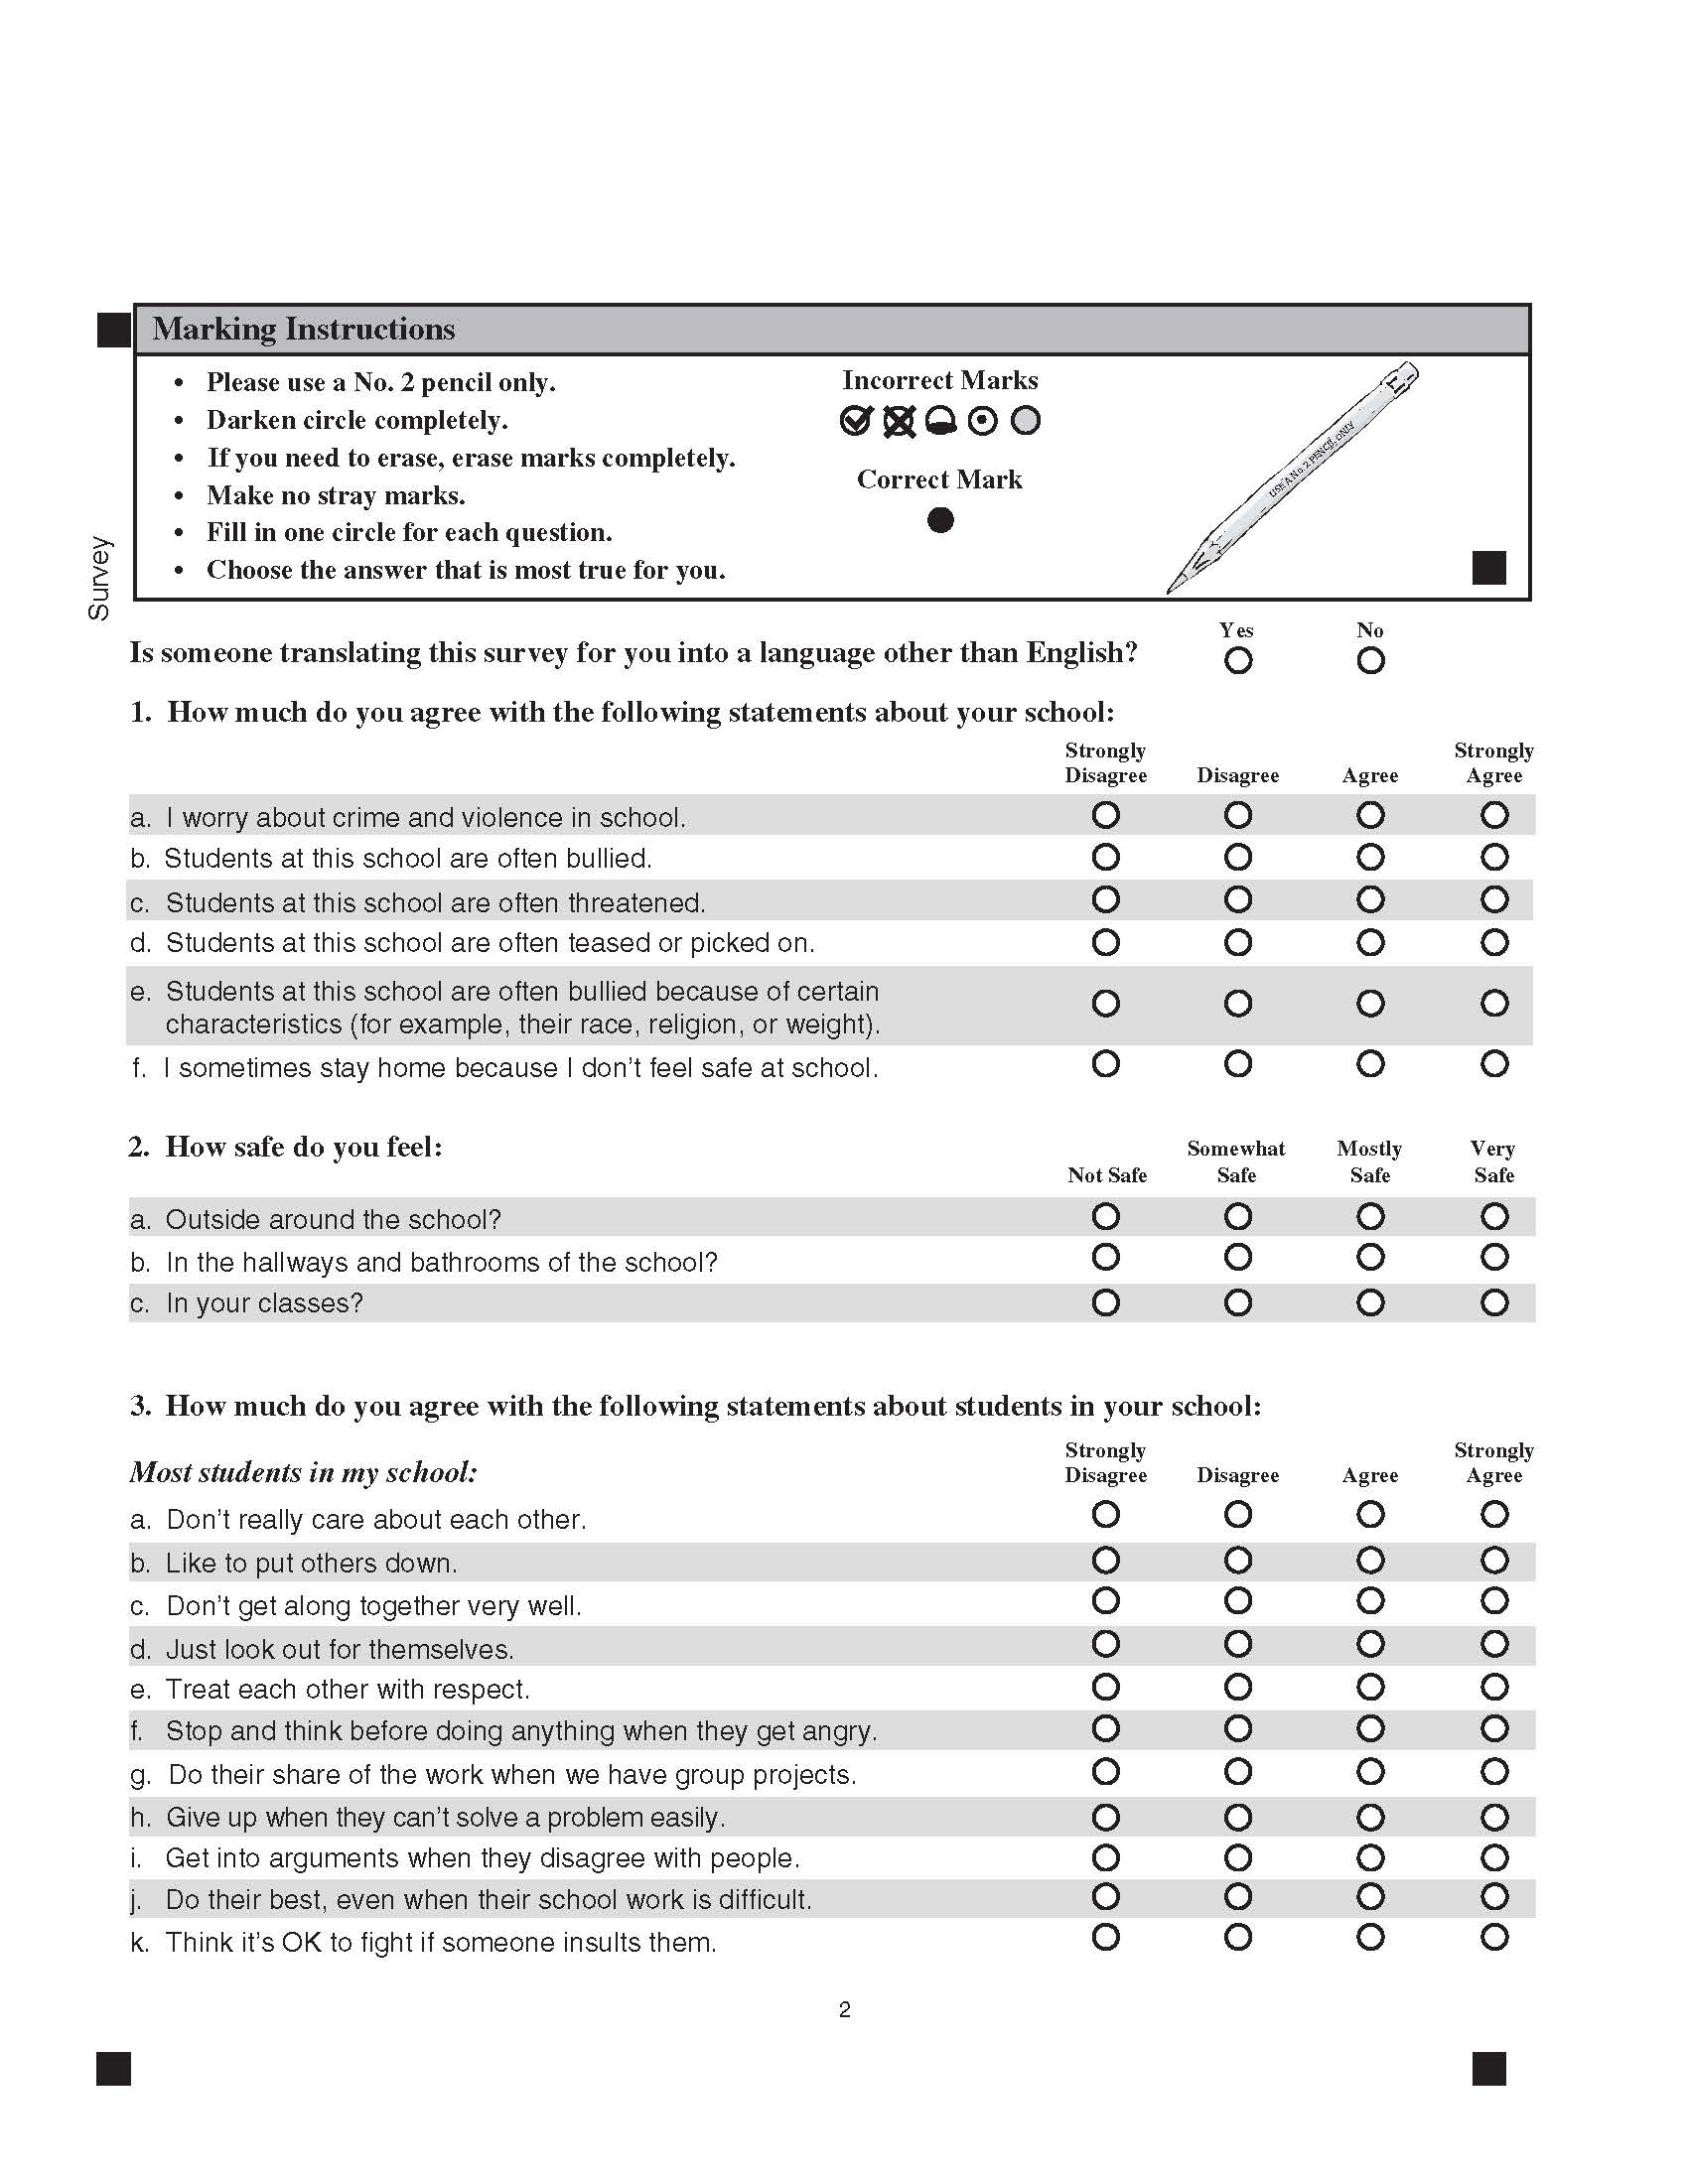 Marking Instructions
• Please use a No. 2 pencil only.
• Darken circle completely.
• If you need to erase, erase marks completely.
• Make no stray marks.
• Fill in one circle for each question.
• Choose the answer that is most true for you.
Incorrect Marks
Correct Mark
USE A No. 2 PENCIL ONLY
Survey
Is someone translating this survey for you into a language other than English? Yes No
1. How much do you agree with the following statements about your school:
Strongly Disagree Disagree Agree Strongly Agree
a. I worry about crime and violence in school.
b. Students at this school are often bullied.
c. Students at this school are often threatened.
d. Students at this school are often teased or picked on.
e. Students at this school are often bullied because of certain
characteristics (for example, their race, religion, or weight).
f. I sometimes stay home because I don't feel safe at school.
2. How safe do you feel:
Not Safe Somewhat Safe Mostly Safe Very Safe
a. Outside around the school?
b. In the hallways and bathrooms of the school?
c. In your classes?
3. How much do you agree with the following statements about students in your school:
Most students in my school:
Strongly Disagree Disagree Agree Strongly Agree
a. Don't really care about each other.
b. Like to put others down.
c. Don't get along together very well.
d. Just look out for themselves.
e. Treat each other with respect.
f. Stop and think before doing anything when they get angry.
g. Do their share of the work when we have group projects.
h. Give up when they can't solve a problem easily.
i. Get into arguments when they disagree with people.
j. Do their best, even when their school work is difficult.
k. Think it's OK to fight if someone insults them.
2